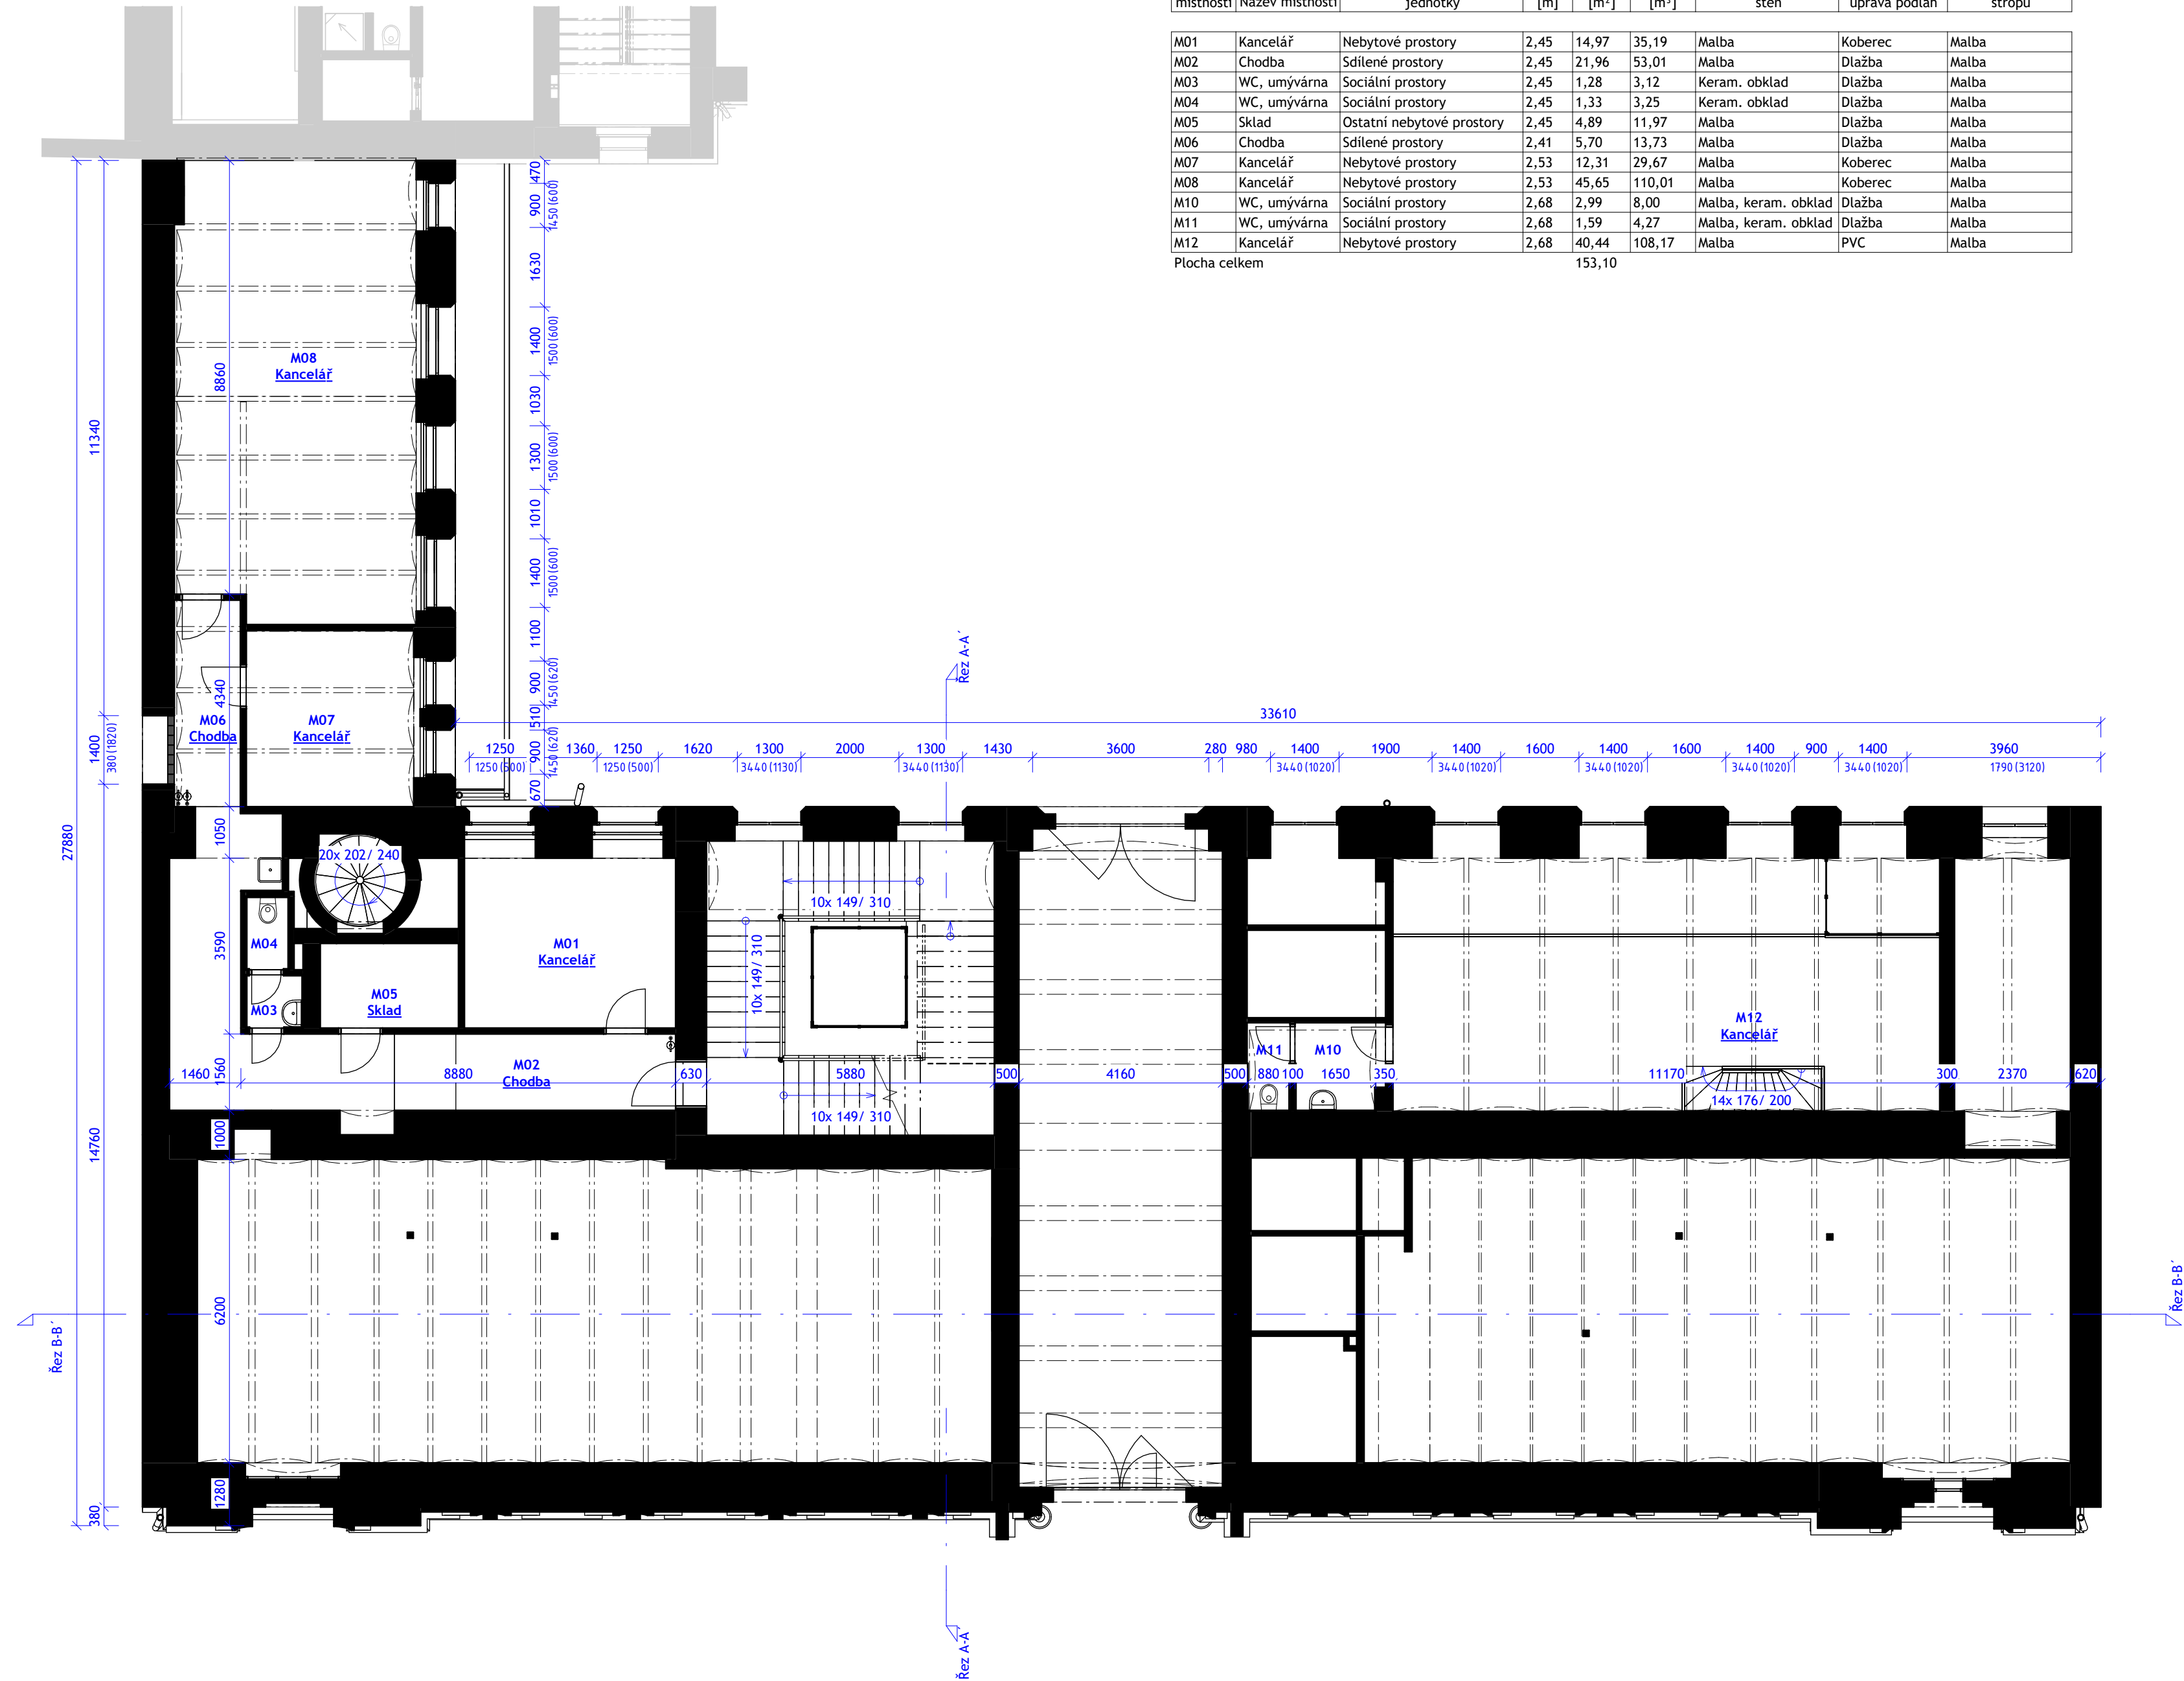 místností Název místnosti jednotky [m] [m²] [m³] stěn úprava podlah stropů
M01 Kancelář Nebytové prostory 2,45 14,97 35,19 Malba Koberec Malba
M02 Chodba Sdílené prostory 2,45 21,96 53,01 Malba Dlažba Malba
M03 WC, umývárna Sociální prostory 2,45 1,28 3,12 Keram. obklad Dlažba Malba
M04 WC, umývárna Sociální prostory 2,45 1,33 3,25 Keram. obklad Dlažba Malba
M05 Sklad Ostatní nebytové prostory 2,45 4,89 11,97 Malba Dlažba Malba
M06 Chodba Sdílené prostory 2,41 5,70 13,73 Malba Dlažba Malba
M07 Kancelář Nebytové prostory 2,53 12,31 29,67 Malba Koberec Malba
M08 Kancelář Nebytové prostory 2,53 45,65 110,01 Malba Koberec Malba
M10 WC, umývárna Sociální prostory 2,68 2,99 8,00 Malba, keram. obklad Dlažba Malba
M11 WC, umývárna Sociální prostory 2,68 1,59 4,27 Malba, keram. obklad Dlažba Malba
M12 Kancelář Nebytové prostory 2,68 40,44 108,17 Malba PVC Malba
Plocha celkem 153,10
470
900
1450 (600)
1630
1400
1500 (600)
1030
1300
1500 (600)
1010
1400
1500 (600)
1100
900
1450 (620)
510
900
1450 (620)
670
M08
Kancelář
8860
11340
27880
1400
380 (1820)
14760
380
4340
M06
Chodba
M07
Kancelář
Řez A-A´
33610
1250 1360 1250 1620 1300 2000 1300 1430 3600 280 980 1400 1900 1400 1600 1400 1600 1400 900 1400 3960
1250 (500) 1250 (500) 3440 (1130) 3440 (1130) 3440 (1020) 3440 (1020) 3440 (1020) 3440 (1020) 3440 (1020) 1790 (3120)
1050
20x 202/ 240
3590
M04
M03
M05
Sklad
M01
Kancelář
10x 149/ 310
10x 149/ 310
10x 149/ 310
M11
M10
M12
Kancelář
1560
M02
Chodba
1460 8880 630 5880 500 4160 500 880 100 1650 350 11170 300 2370 620
14x 176/ 200
1000
6200
1280
Řez B-B´
Řez B-B´
Řez A-A´